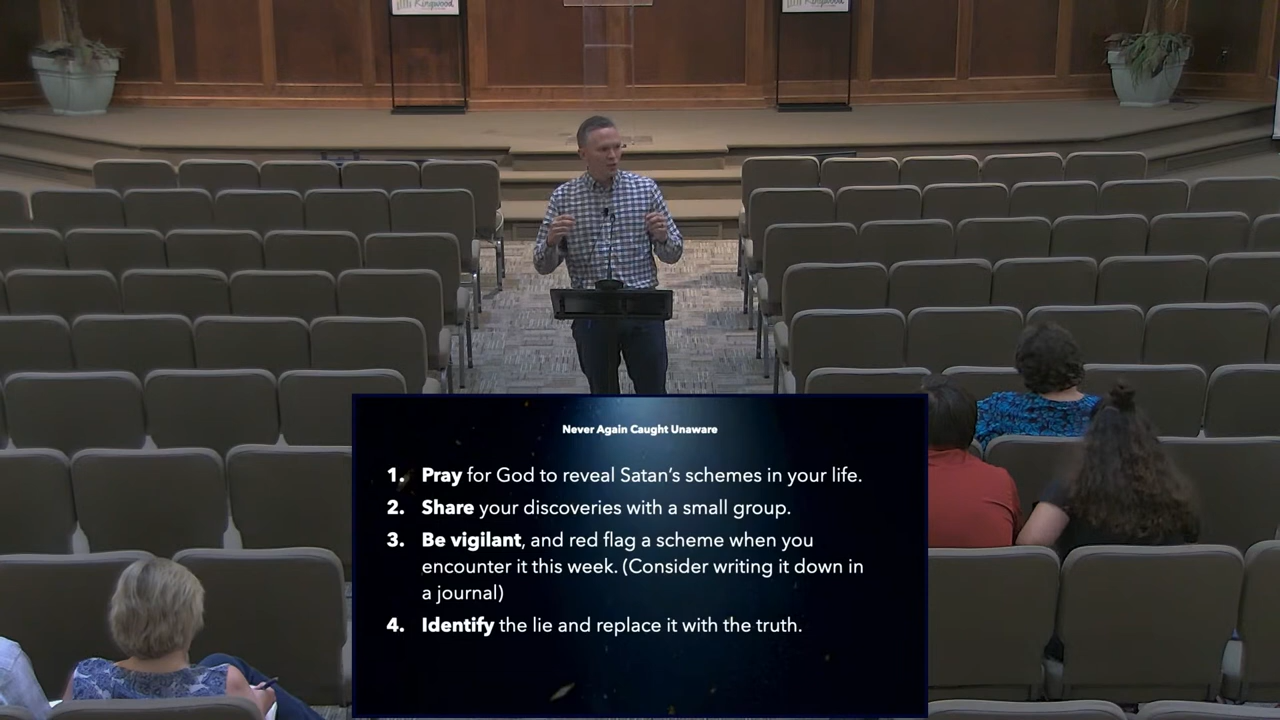 Kingwood
Kingwood
Never Again Caught Unaware
1. Pray for God to reveal Satan’s schemes in your life.
2. Share your discoveries with a small group.
3. Be vigilant, and red flag a scheme when you
encounter it this week. (Consider writing it down in
a journal)
4. Identify the lie and replace it with the truth.